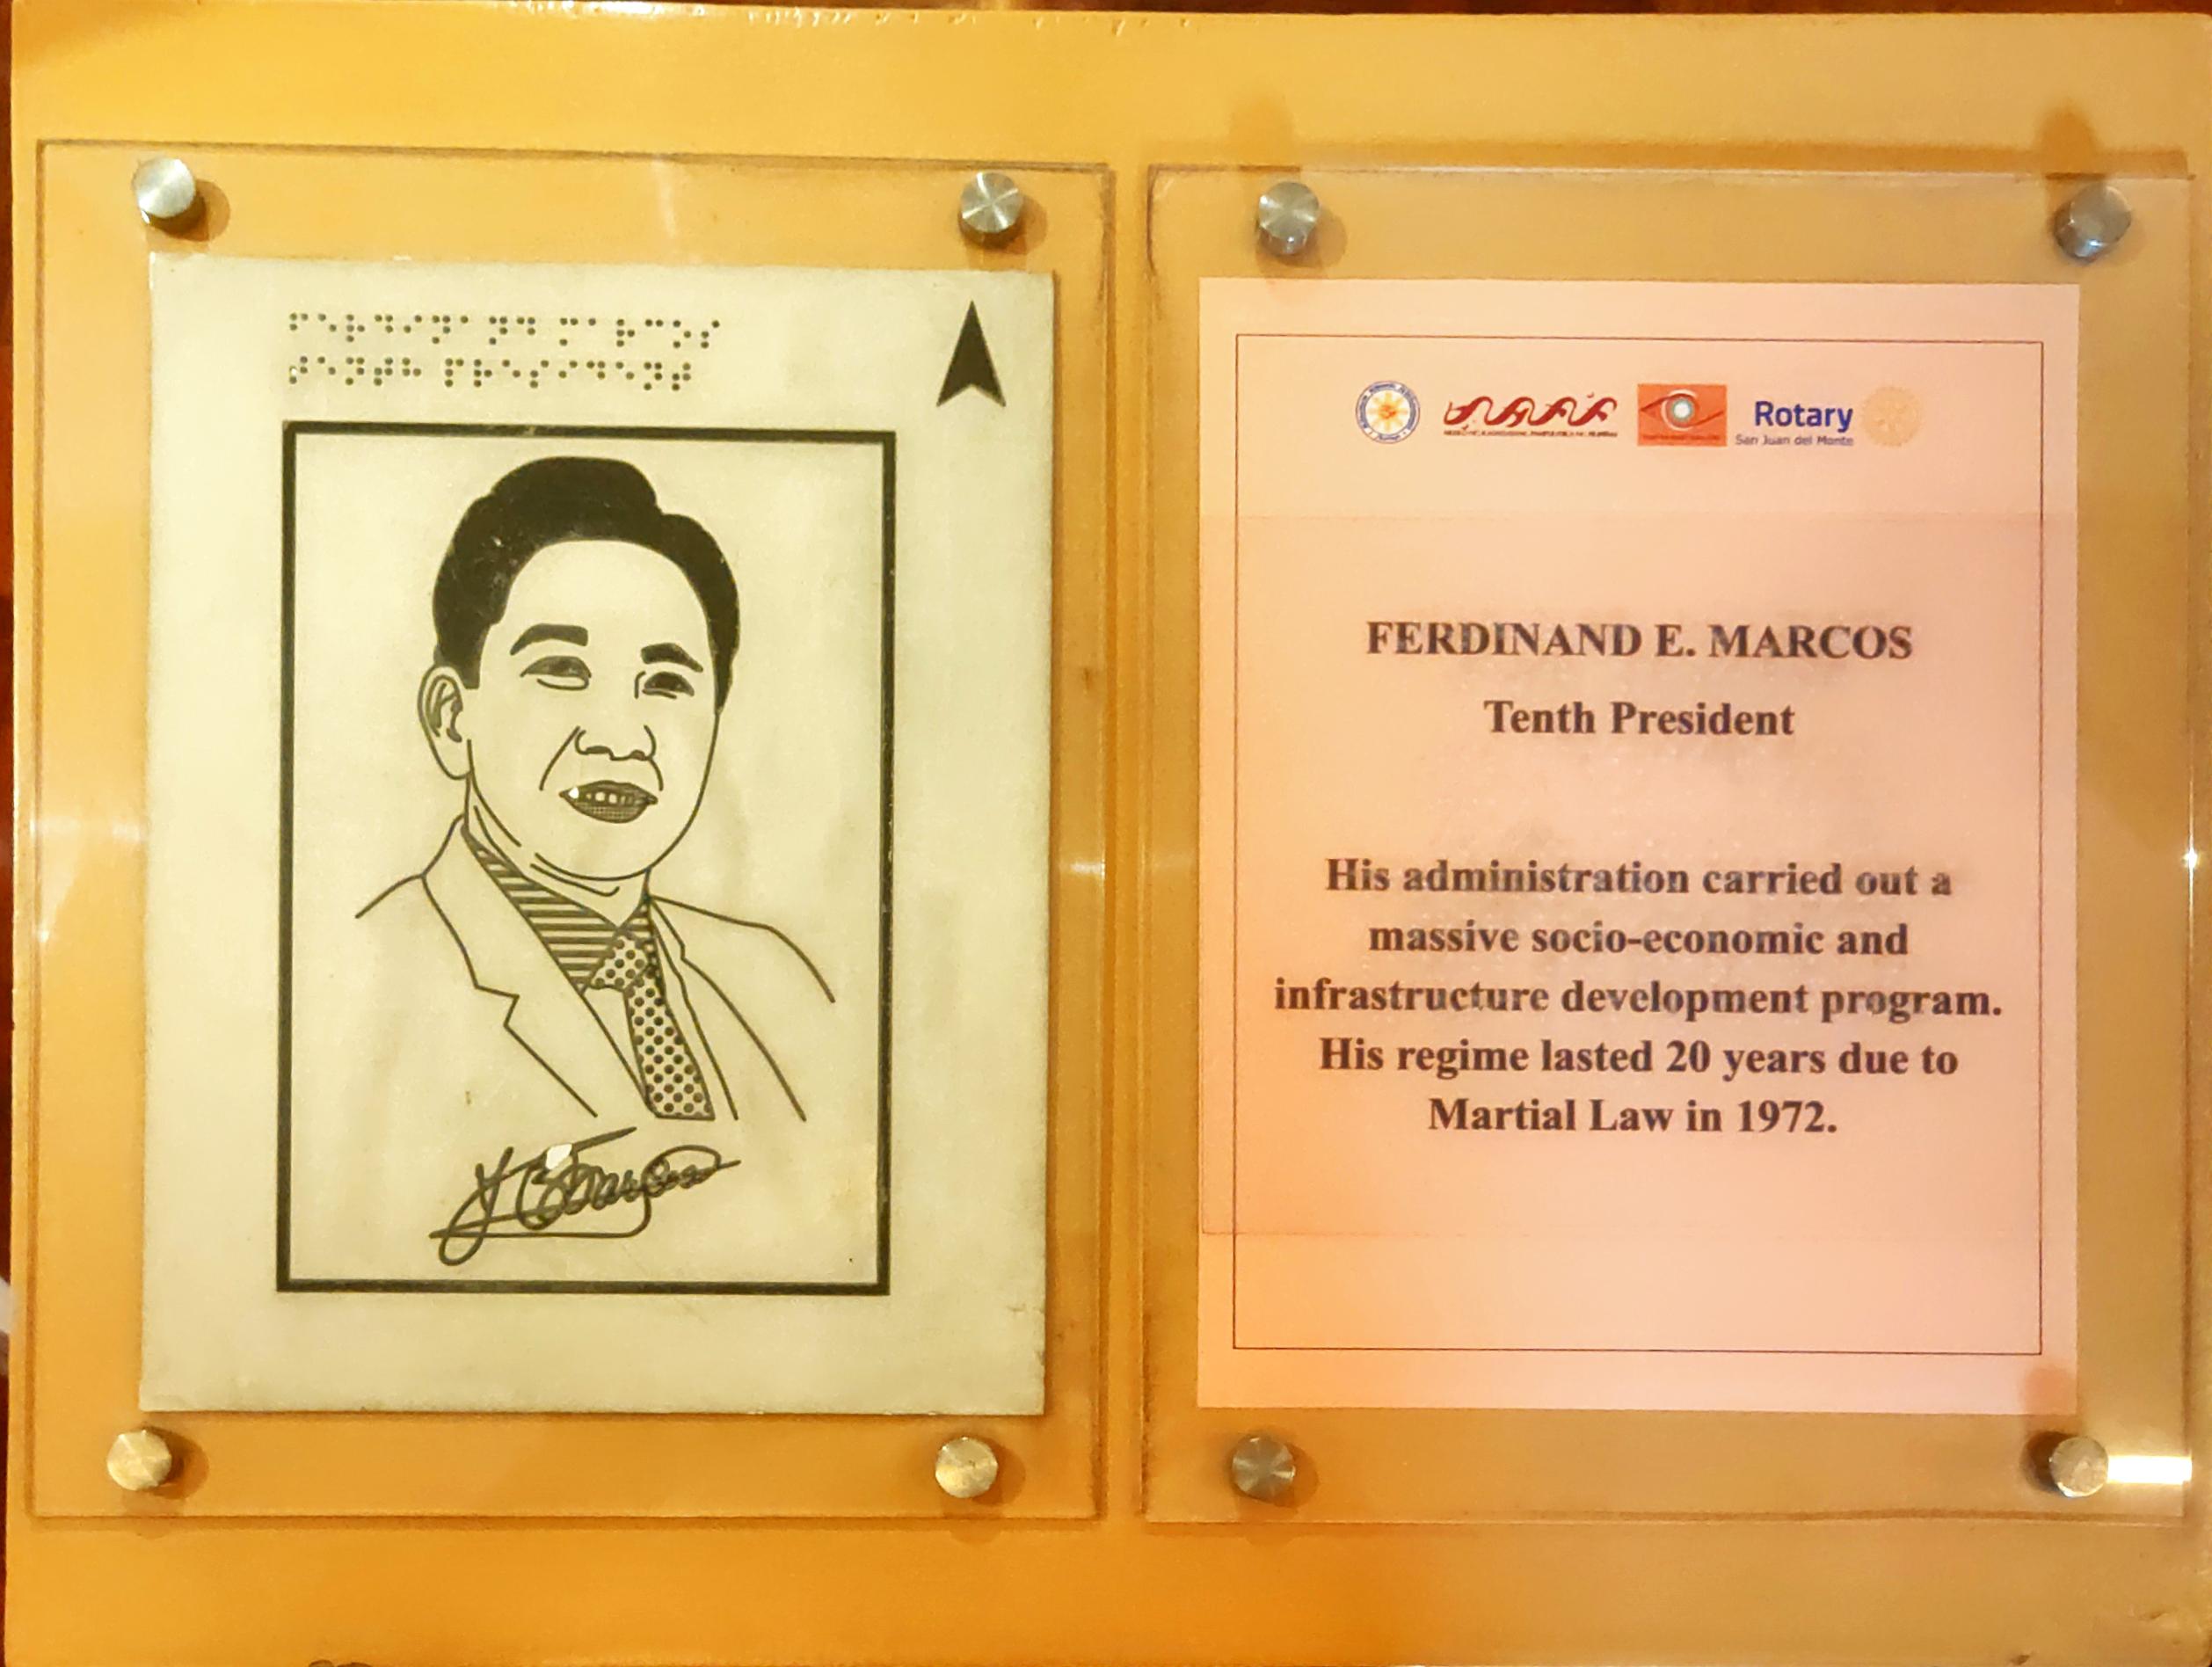 ⠋⠑⠗⠙⠊⠝⠁⠝⠙ ⠍⠁⠗⠉⠕⠎
⠞⠑⠝⠞⠓ ⠏⠗⠑⠎⠊⠙⠑⠝⠞
Rotary
San Juan del Monte
FERDINAND E. MARCOS
Tenth President
His administration carried out a
massive socio-economic and
infrastructure development program.
His regime lasted 20 years due to
Martial Law in 1972.